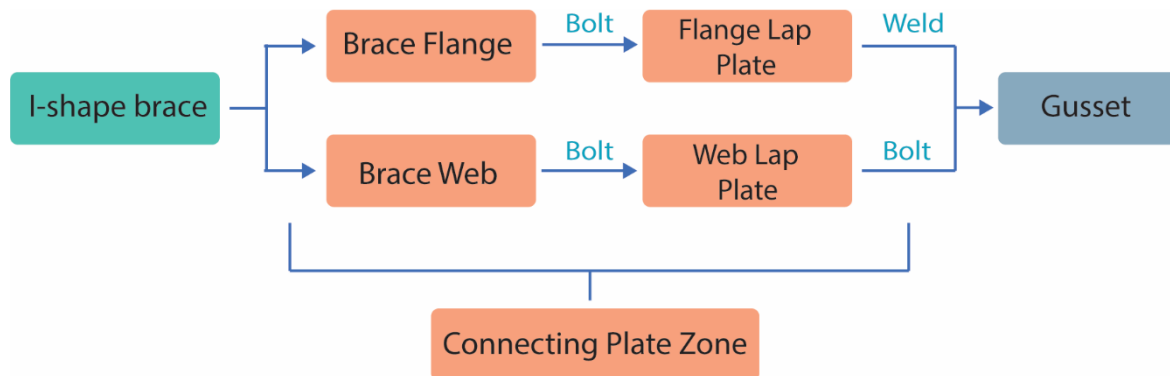 Bolt
Weld
Brace Flange
Flange Lap
Plate
I-shape brace
Gusset
Bolt
Bolt
Brace Web
Web Lap
Plate
Connecting Plate Zone